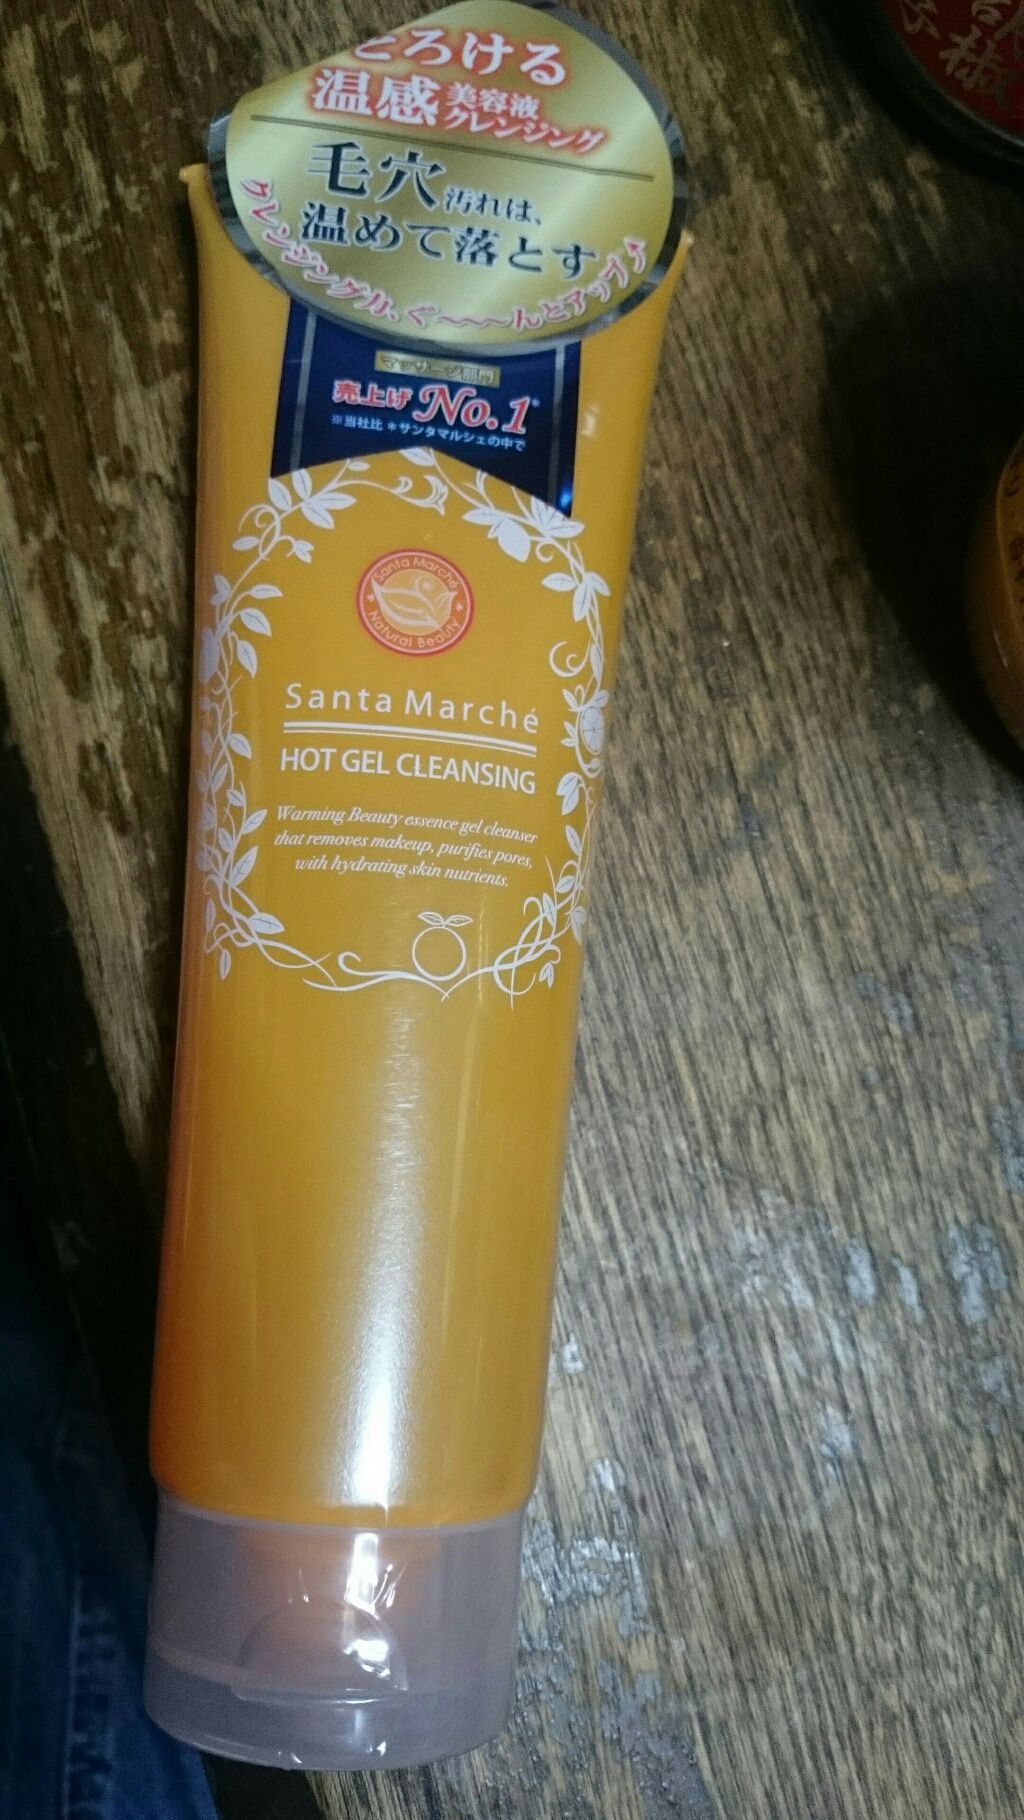 とろける
温感 美容液
クレンジング
毛穴 汚れは、
温めて落とす
クレンジング力、ぐ〜〜〜んとアップ↗
マッサージ部門
売上げ No.1*
※当社比 *サンタマルシェの中で
Santa Marché
Natural Beauty
Santa Marché
HOT GEL CLEANSING
Warming Beauty essence gel cleanser
that removes makeup, purifies pores,
with hydrating skin nutrients.
椒